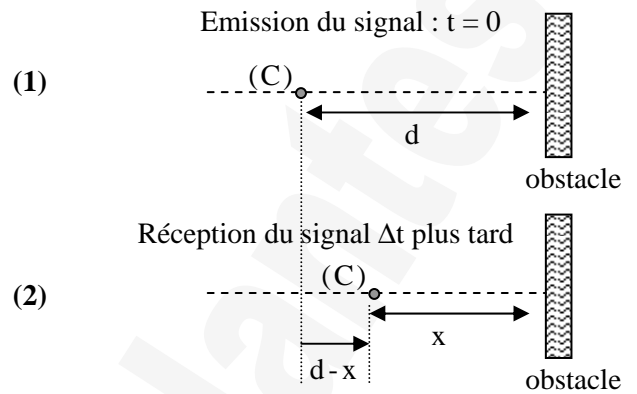 Emission du signal : t = 0
(1)
(C)
d
obstacle
Réception du signal Δt plus tard
(2)
(C)
x
d - x
obstacle